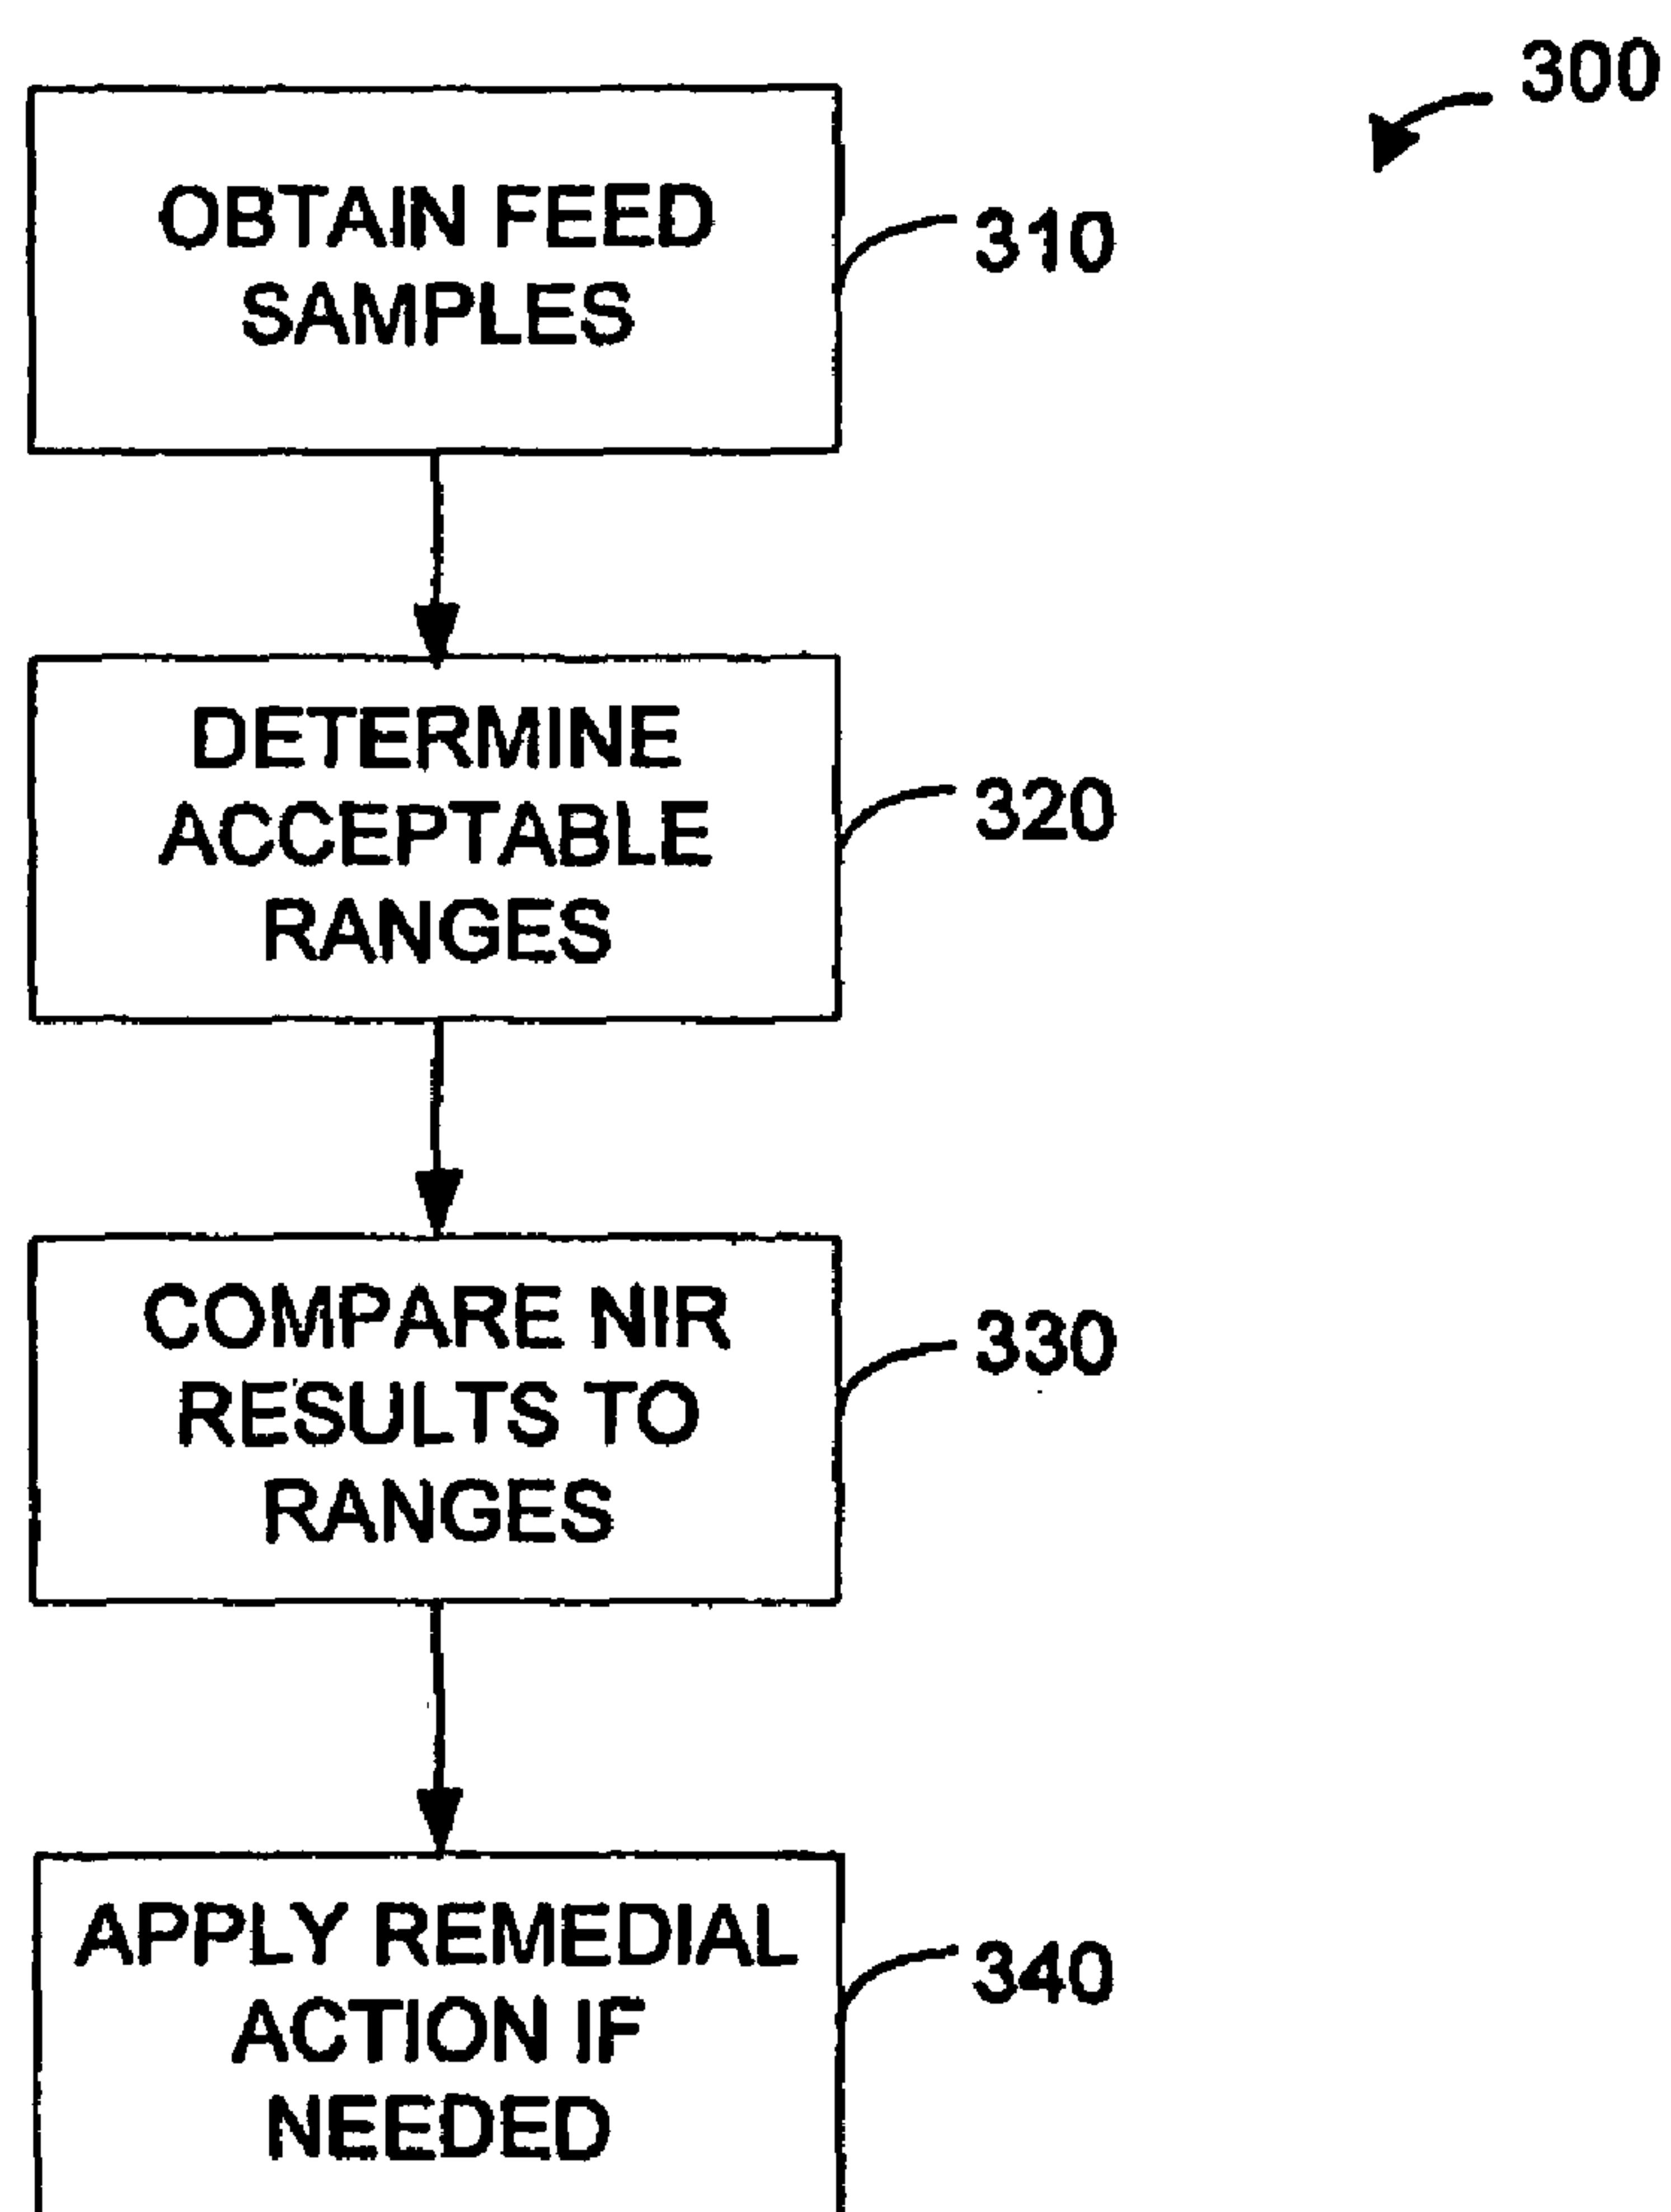 300
OBTAIN FEED
SAMPLES
310
DETERMINE
ACCEPTABLE
RANGES
320
COMPARE NIR
RESULTS TO
RANGES
330
APPLY REMEDIAL
ACTION IF
NEEDED
340